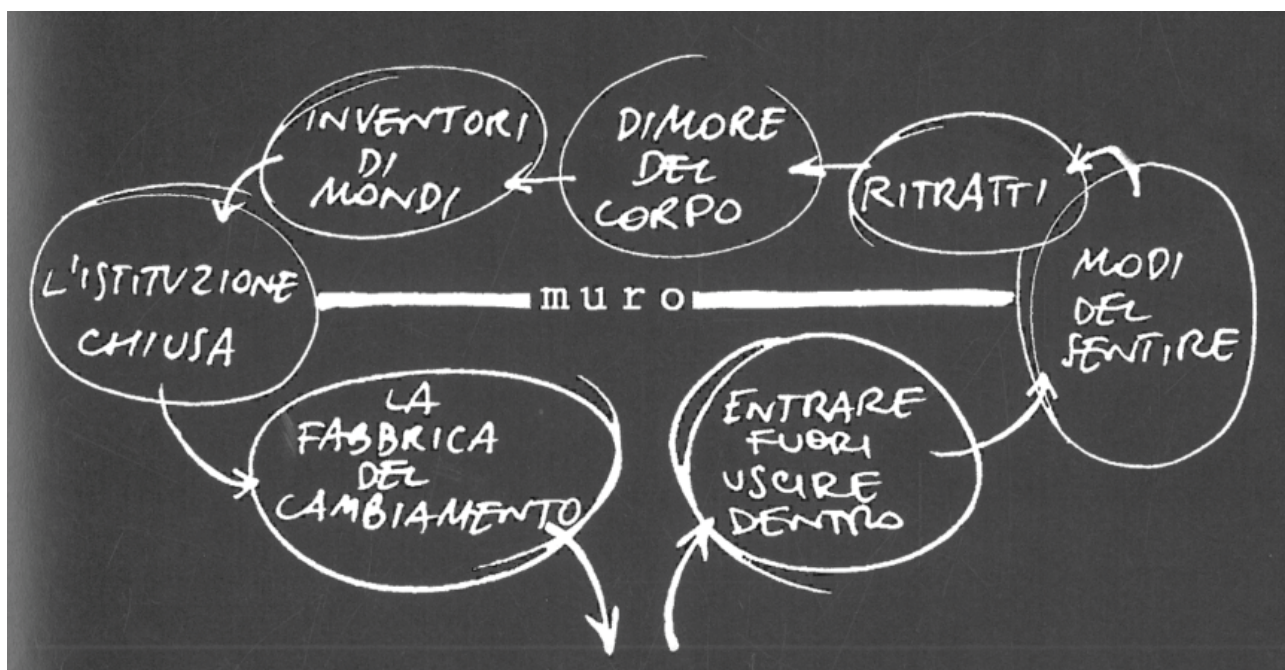 INVENTORI
DI
MONDI
DIMORE
DEL
CORPO
RITRATTI
MODI
DEL
SENTIRE
L'ISTITUZIONE
CHIUSA
muro
LA
FABBRICA
DEL
CAMBIAMENTO
ENTRARE
FUORI
USCIRE
DENTRO